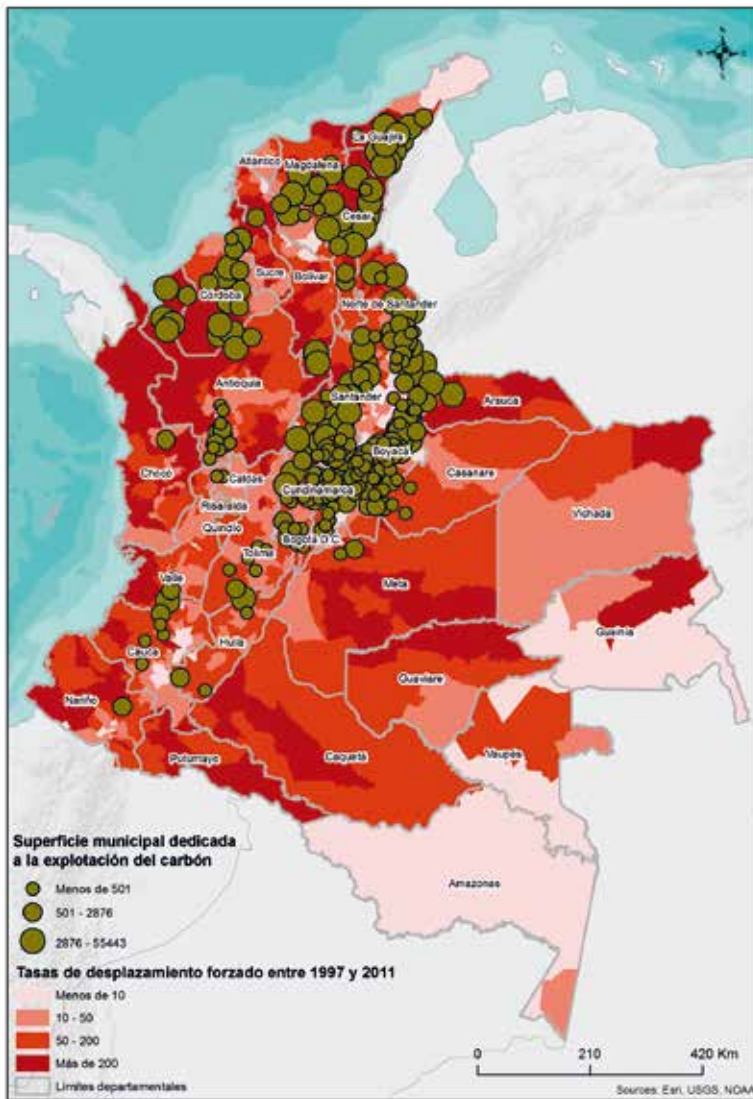 N
La Guajira
Atlántico
Magdalena
Cesar
Sucre
Bolívar
Córdoba
Norte de Santander
Antioquia
Santander
Arauca
Boyacá
Chocó
Caldas
Casanare
Cundinamarca
Risaralda
Vichada
Quindío
Bogotá D.C.
Tolima
Valle
Meta
Guainía
Huila
Cauca
Guaviare
Nariño
Vaupés
Putumayo
Caquetá
Amazonas
Superficie municipal dedicada
a la explotación del carbón
Menos de 501
501 - 2876
2876 - 55443
Tasas de desplazamiento forzado entre 1997 y 2011
Menos de 10
10 - 50
50 - 200
Más de 200
Límites departamentales
0 210 420 Km
Sources: Esri, USGS, NOAA